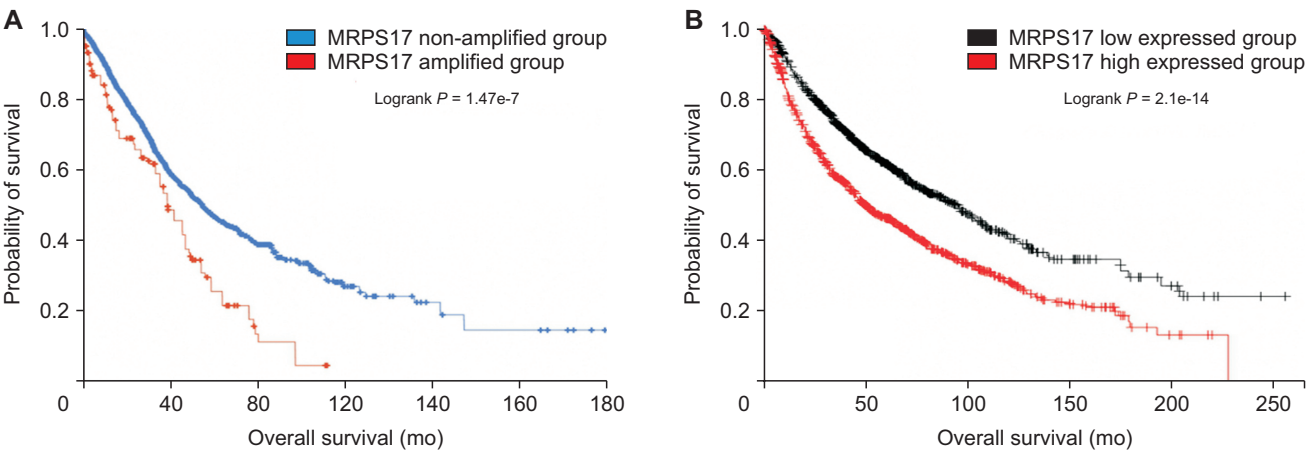 A
MRPS17 non-amplified group
MRPS17 amplified group
Logrank P = 1.47e-7
Probability of survival
1.0
0.8
0.6
0.4
0.2
0 40 80 120 140 160 180
Overall survival (mo)
B
MRPS17 low expressed group
MRPS17 high expressed group
Logrank P = 2.1e-14
Probability of survival
1.0
0.8
0.6
0.4
0.2
0 50 100 150 200 250
Overall survival (mo)